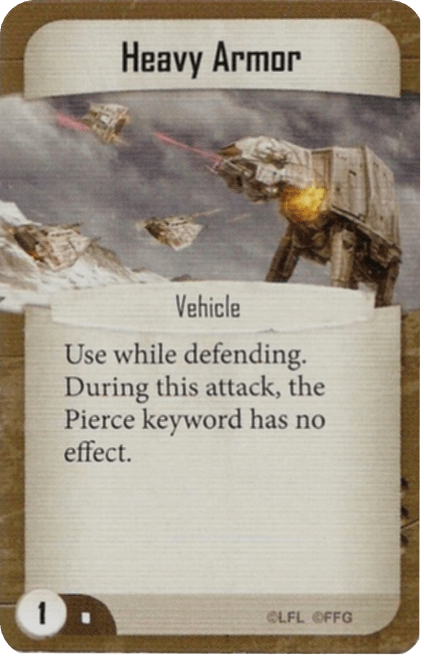 Heavy Armor
Vehicle
Use while defending.
During this attack, the
Pierce keyword has no
effect.
1
©LFL ©FFG